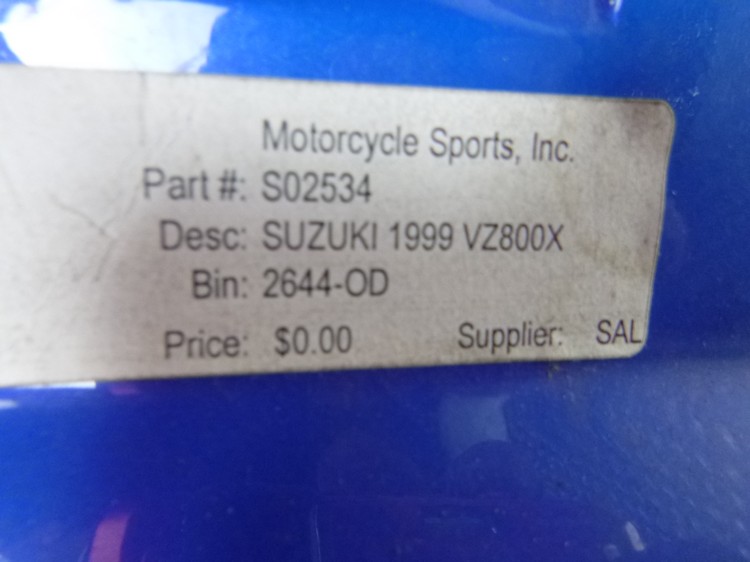 Motorcycle Sports, Inc.
Part #: S02534
Desc: SUZUKI 1999 VZ800X
Bin: 2644-OD
Price: $0.00 Supplier: SAL